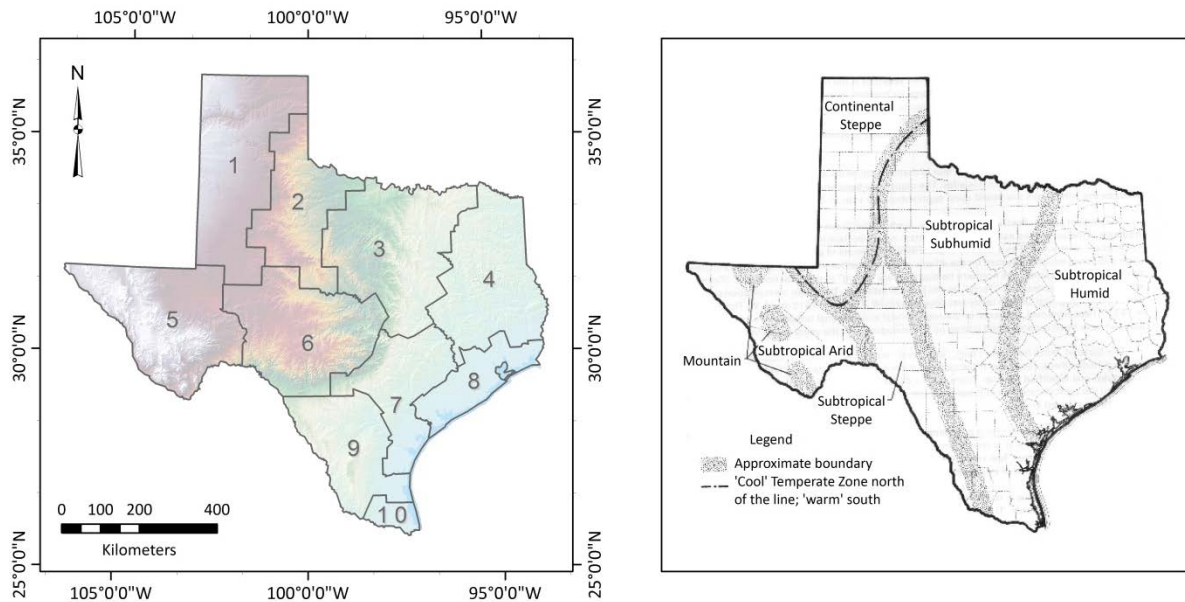 105°0'0"W 100°0'0"W 95°0'0"W
35°0'0"N
30°0'0"N
25°0'0"N
N
1
2
3
4
5
6
7
8
9
10
0 50 100 200 400
Kilometers
35°0'0"N
30°0'0"N
25°0'0"N
105°0'0"W 100°0'0"W 95°0'0"W
Continental
Steppe
Subtropical
Subhumid
Subtropical
Humid
Mountain
Subtropical Arid
Subtropical
Steppe
Legend
Approximate boundary
'Cool' Temperate Zone north
of the line; 'warm' south